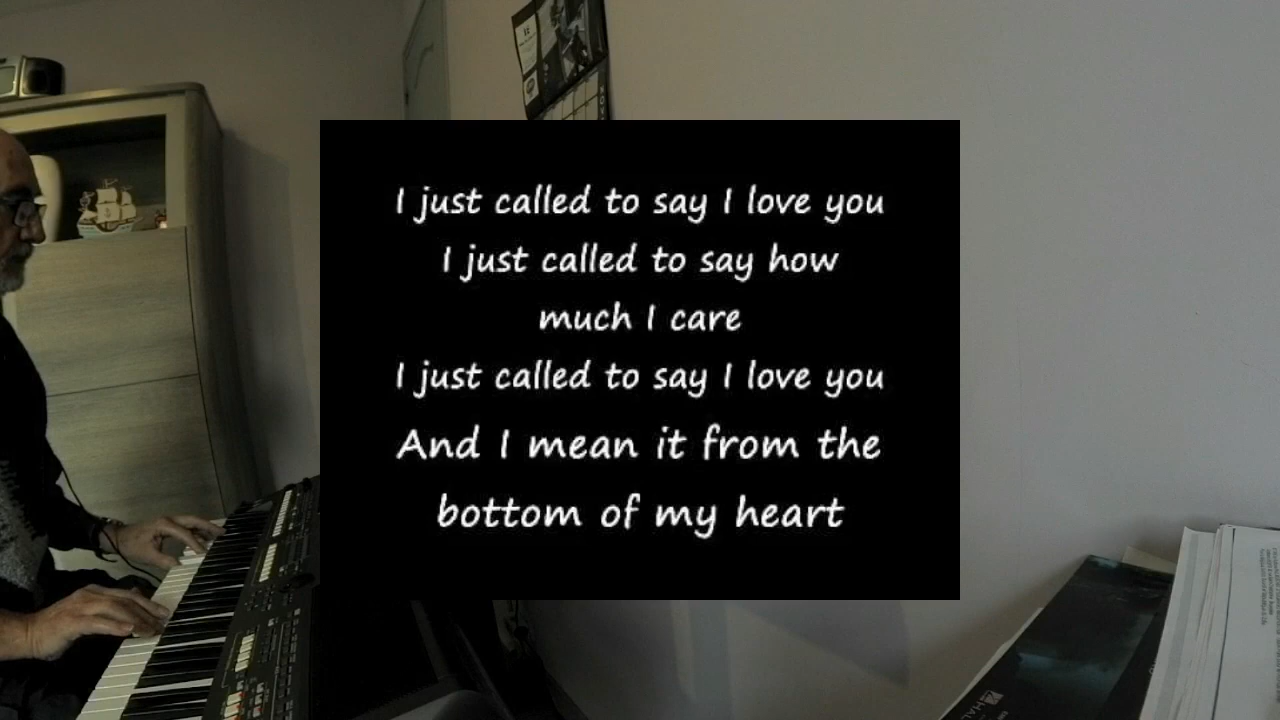 I just called to say I love you
I just called to say how
much I care
I just called to say I love you
And I mean it from the
bottom of my heart